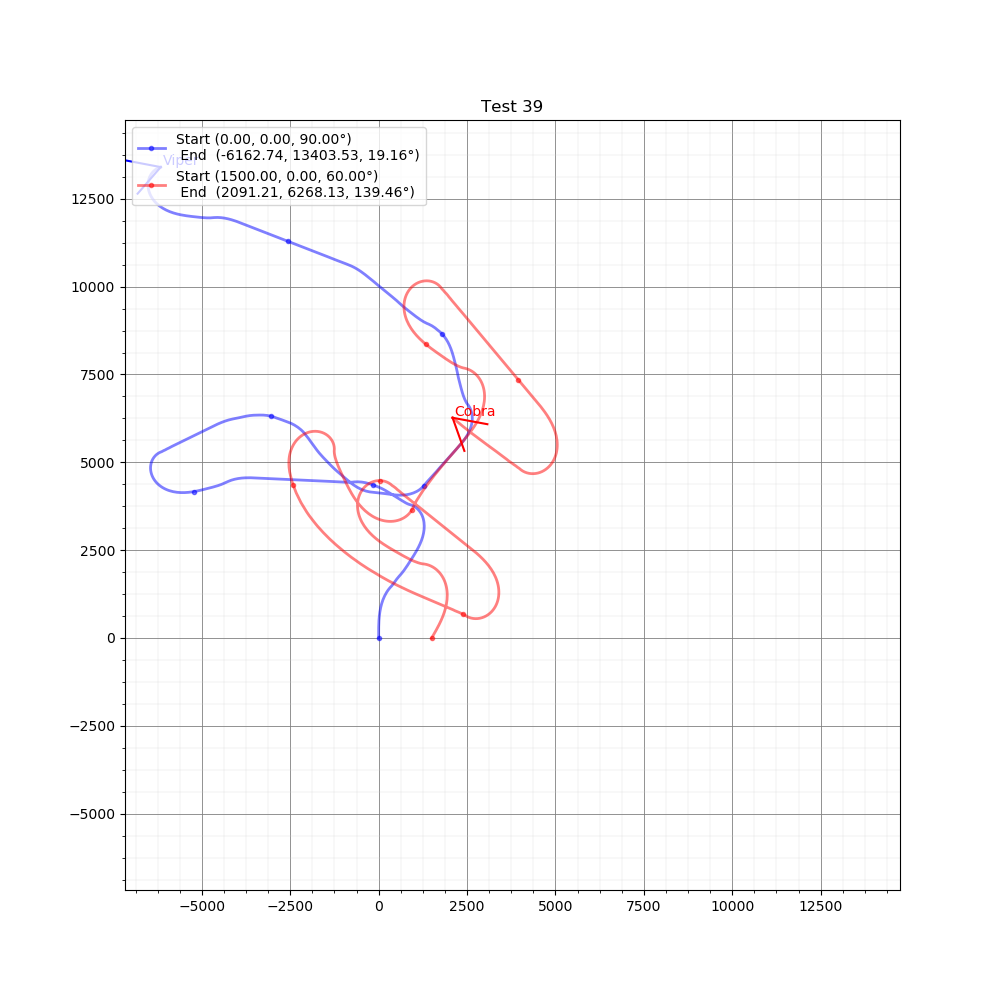 Test 39
Start (0.00, 0.00, 90.00°)
End (-6162.74, 13403.53, 19.16°)
Start (1500.00, 0.00, 60.00°)
End (2091.21, 6268.13, 139.46°)
Viper
Cobra
12500
10000
7500
5000
2500
0
−2500
−5000
−5000
−2500
0
2500
5000
7500
10000
12500